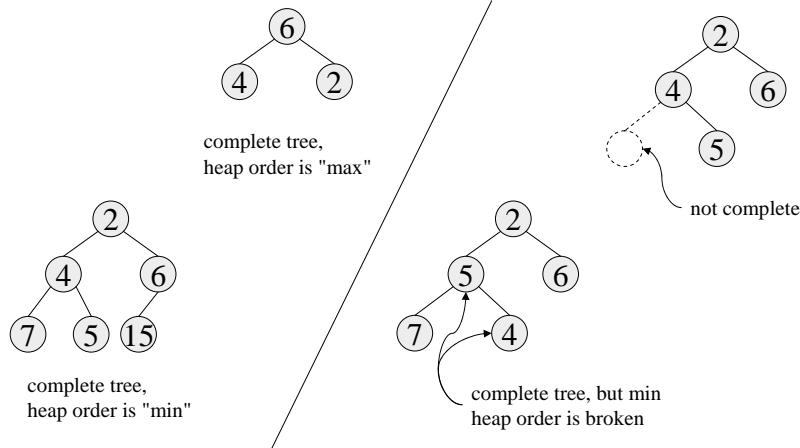 6
4 2
complete tree,
heap order is "max"
2
4 6
7 5 15
complete tree,
heap order is "min"
2
4 6
5
not complete
2
5 6
7 4
complete tree, but min
heap order is broken